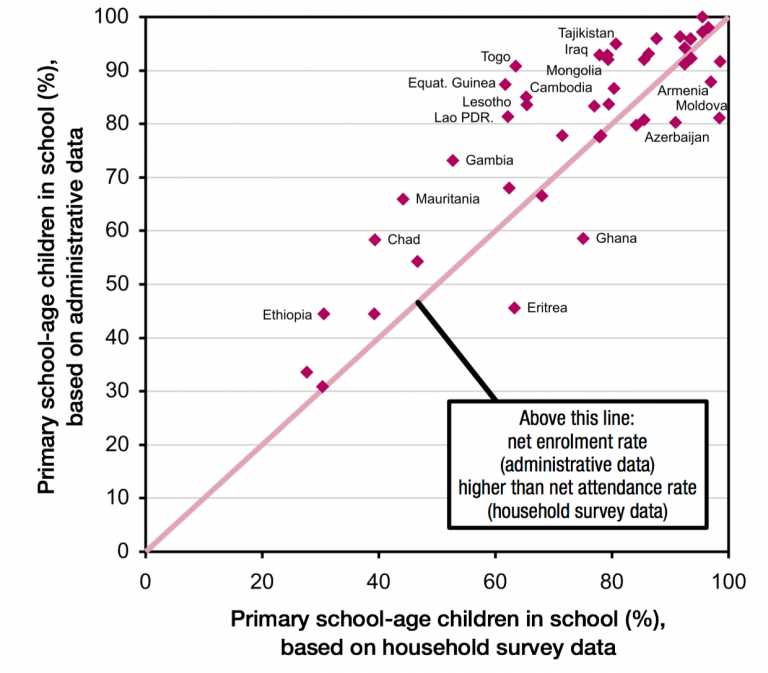 Primary school-age children in school (%),
based on administrative data
100
90
80
70
60
50
40
30
20
10
0
Tajikistan
Iraq
Togo
Mongolia
Equat. Guinea
Cambodia
Armenia
Lesotho
Moldova
Lao PDR.
Azerbaijan
Gambia
Mauritania
Chad
Ghana
Eritrea
Ethiopia
Above this line:
net enrolment rate
(administrative data)
higher than net attendance rate
(household survey data)
0 20 40 60 80 100
Primary school-age children in school (%),
based on household survey data